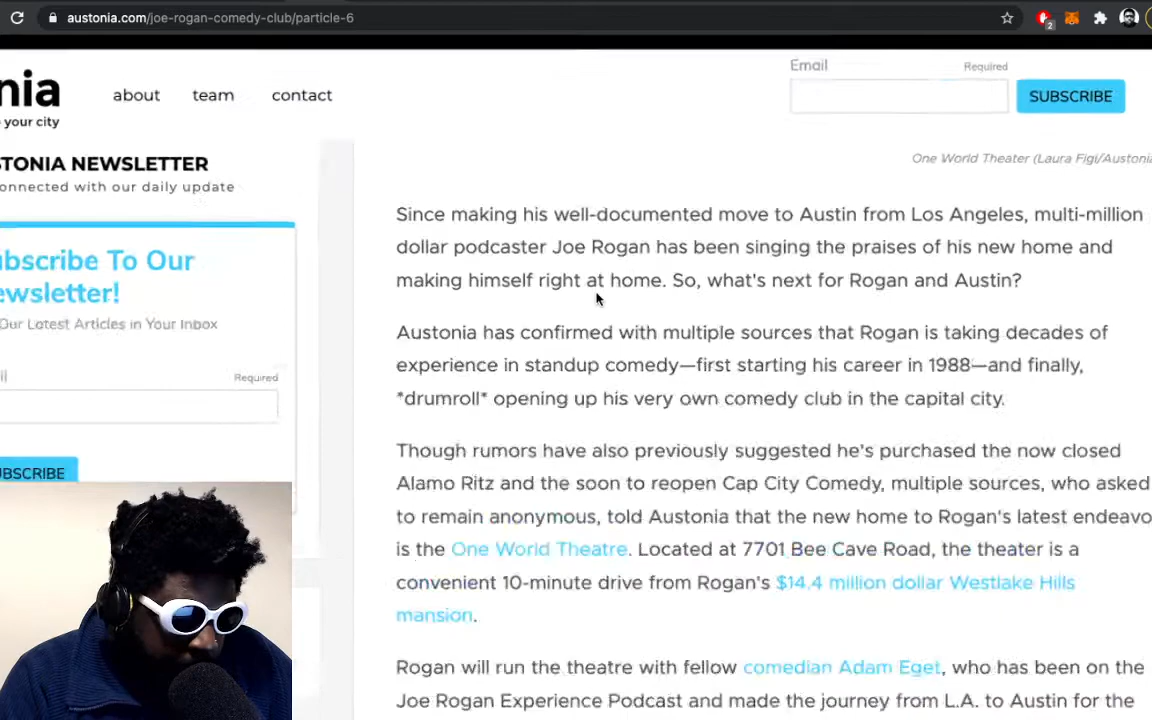 austonia.com/joe-rogan-comedy-club/particle-6
2
nia
your city
about team contact
Email Required
SUBSCRIBE
STONIA NEWSLETTER
onnected with our daily update
ubscribe To Our
ewsletter!
Our Latest Articles in Your Inbox
il Required
UBSCRIBE
One World Theater (Laura Figi/Austonia
Since making his well-documented move to Austin from Los Angeles, multi-million
dollar podcaster Joe Rogan has been singing the praises of his new home and
making himself right at home. So, what's next for Rogan and Austin?
Austonia has confirmed with multiple sources that Rogan is taking decades of
experience in standup comedy—first starting his career in 1988—and finally,
*drumroll* opening up his very own comedy club in the capital city.
Though rumors have also previously suggested he's purchased the now closed
Alamo Ritz and the soon to reopen Cap City Comedy, multiple sources, who asked
to remain anonymous, told Austonia that the new home to Rogan's latest endeavo
is the One World Theatre. Located at 7701 Bee Cave Road, the theater is a
convenient 10-minute drive from Rogan's $14.4 million dollar Westlake Hills
mansion.
Rogan will run the theatre with fellow comedian Adam Eget, who has been on the
Joe Rogan Experience Podcast and made the journey from L.A. to Austin for the